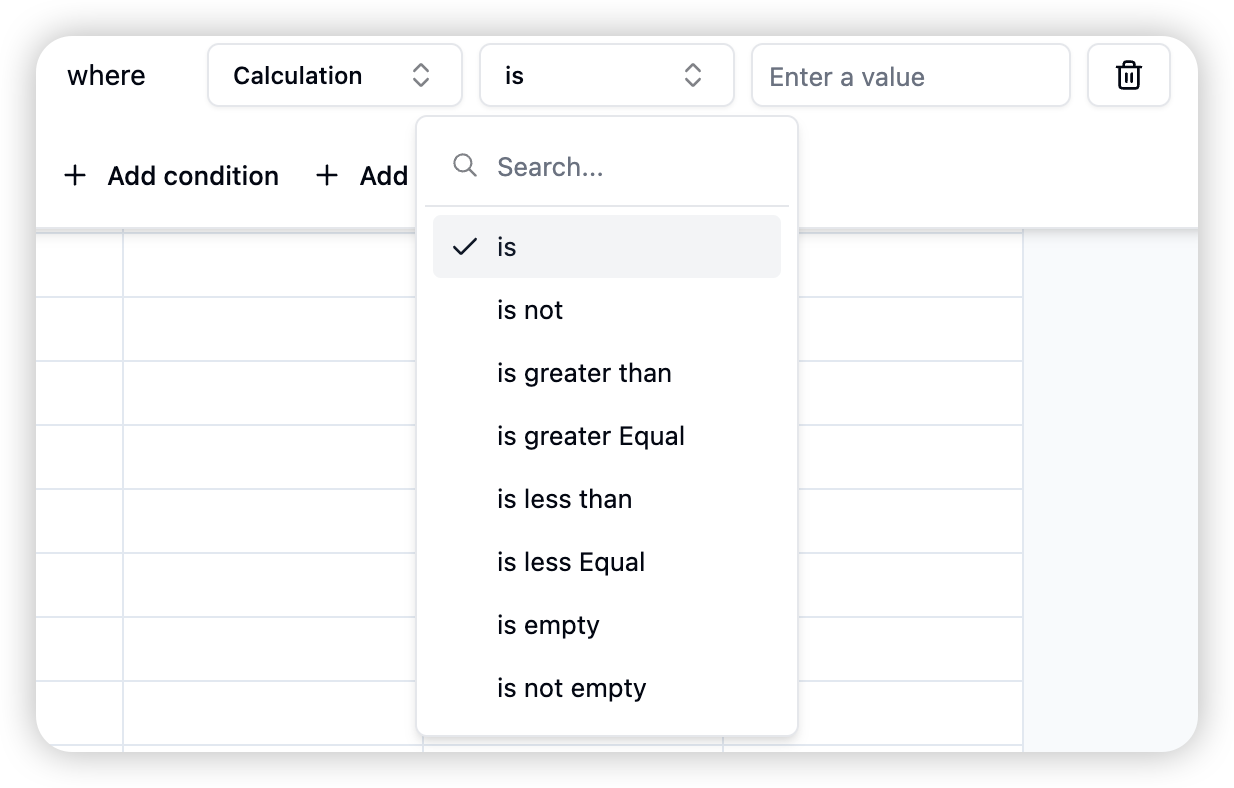 where Calculation is Enter a value
Add condition Add
Search...
is
is not
is greater than
is greater Equal
is less than
is less Equal
is empty
is not empty